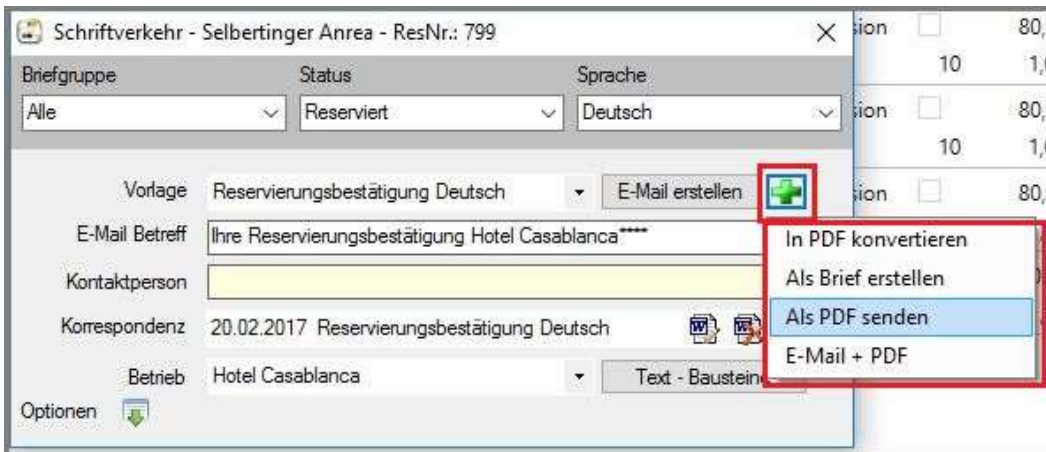 Schriftverkehr - Selbertinger Anrea - ResNr.: 799
Briefgruppe Status Sprache
Alle Reserviert Deutsch
Vorlage Reservierungsbestätigung Deutsch E-Mail erstellen
E-Mail Betreff Ihre Reservierungsbestätigung Hotel Casablanca****
Kontaktperson
Korrespondenz 20.02.2017 Reservierungsbestätigung Deutsch
Betrieb Hotel Casablanca Text - Bausteine
Optionen
In PDF konvertieren
Als Brief erstellen
Als PDF senden
E-Mail + PDF
sion 80,
10 1,
sion 80,
10 1,
sion 80,